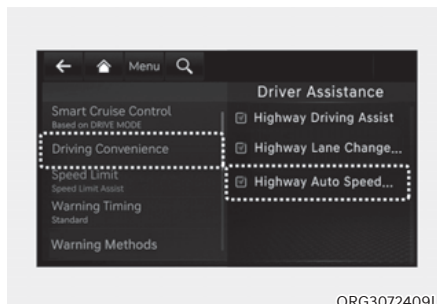 Menu
Driver Assistance
Smart Cruise Control
Based on DRIVE MODE
Driving Convenience
Speed Limit
Speed Limit Assist
Warning Timing
Standard
Warning Methods
Highway Driving Assist
Highway Lane Change...
Highway Auto Speed...
ORG3072409L